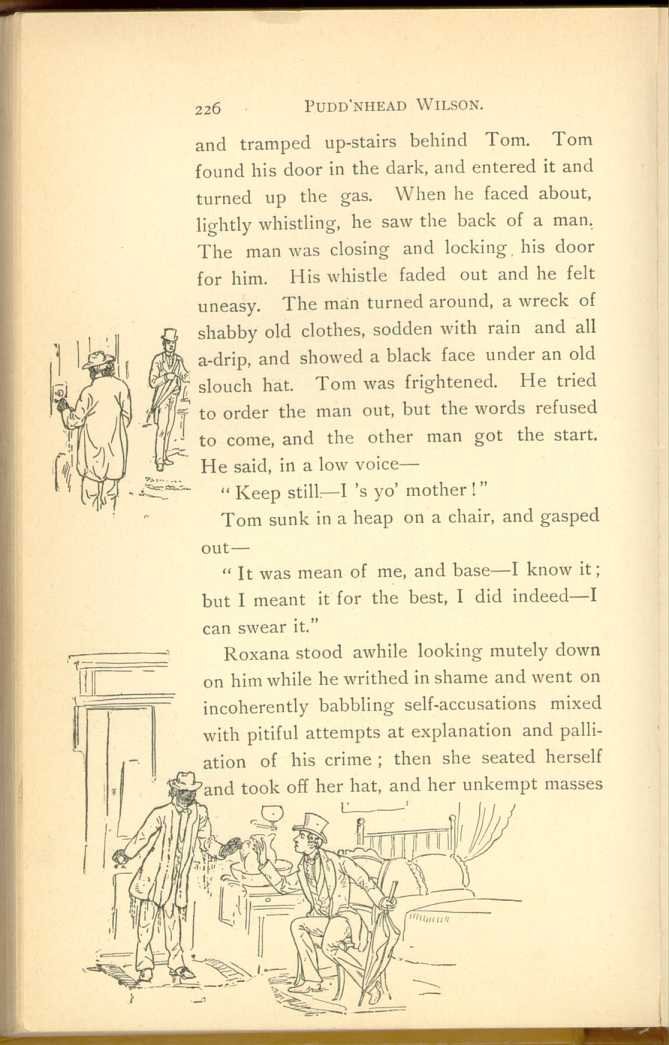 226 PUDD'NHEAD WILSON.
and tramped up-stairs behind Tom. Tom
found his door in the dark, and entered it and
turned up the gas. When he faced about,
lightly whistling, he saw the back of a man.
The man was closing and locking his door
for him. His whistle faded out and he felt
uneasy. The man turned around, a wreck of
shabby old clothes, sodden with rain and all
a-drip, and showed a black face under an old
slouch hat. Tom was frightened. He tried
to order the man out, but the words refused
to come, and the other man got the start.
He said, in a low voice—
“Keep still—I 's yo' mother!”
Tom sunk in a heap on a chair, and gasped
out—
“It was mean of me, and base—I know it;
but I meant it for the best, I did indeed—I
can swear it.”
Roxana stood awhile looking mutely down
on him while he writhed in shame and went on
incoherently babbling self-accusations mixed
with pitiful attempts at explanation and palli-
ation of his crime; then she seated herself
and took off her hat, and her unkempt masses